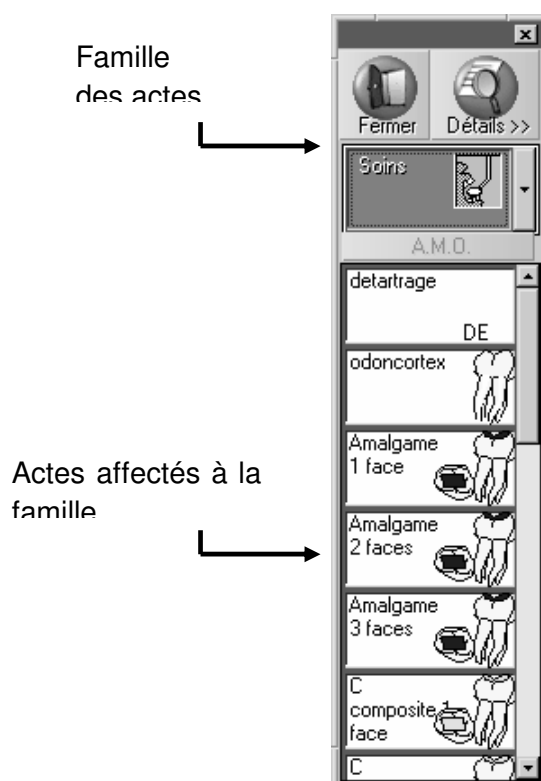 Famille
des actes
Fermer
Détails >>
Soins
A.M.O.
detartrage
DE
odoncortex
Amalgame
1 face
Actes affectés à la
famille
Amalgame
2 faces
Amalgame
3 faces
C
composite 1
face
C